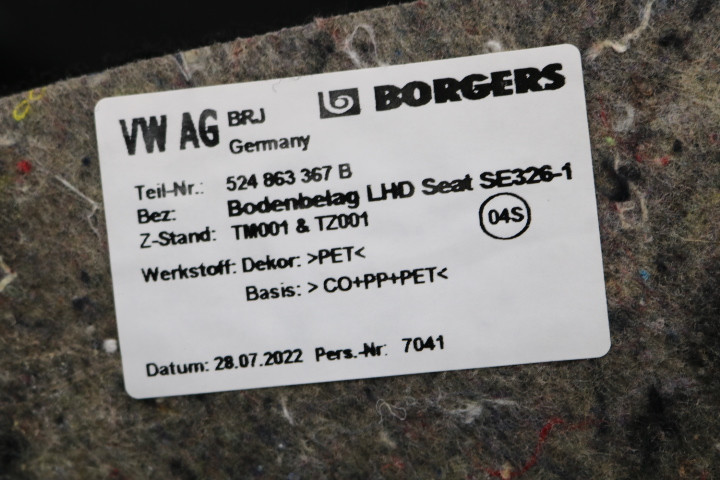 VW AG BRJ BORGERS
Germany
Teil-Nr.: 524 863 367 B
Bez: Bodenbelag LHD Seat SE326-1
Z-Stand: TM001 & TZ001 04S
Werkstoff: Dekor: >PET<
Basis: > CO+PP+PET<
Datum: 28.07.2022 Pers.-Nr: 7041